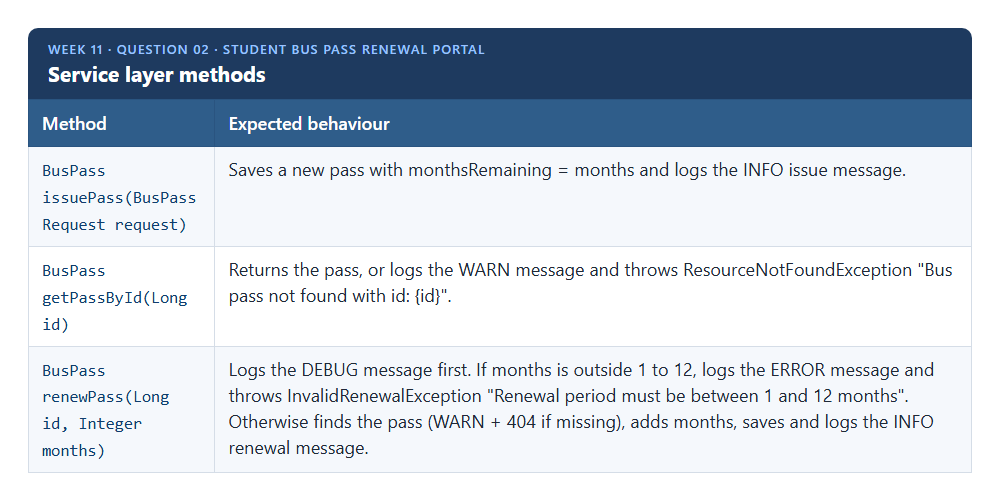 WEEK 11 · QUESTION 02 · STUDENT BUS PASS RENEWAL PORTAL
Service layer methods
Method
Expected behaviour
BusPass
issuePass(BusPass
Request request)
Saves a new pass with monthsRemaining = months and logs the INFO issue message.
BusPass
getPassById(Long
id)
Returns the pass, or logs the WARN message and throws ResourceNotFoundException "Bus
pass not found with id: {id}".
BusPass
renewPass(Long
id, Integer
months)
Logs the DEBUG message first. If months is outside 1 to 12, logs the ERROR message and
throws InvalidRenewalException "Renewal period must be between 1 and 12 months".
Otherwise finds the pass (WARN + 404 if missing), adds months, saves and logs the INFO
renewal message.